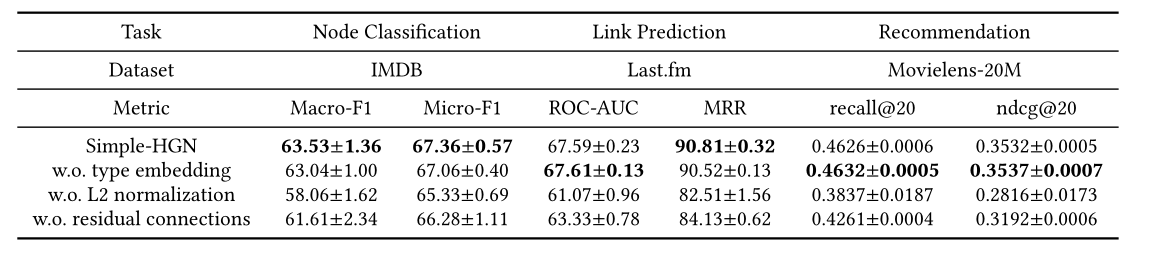 Task Node Classification Link Prediction Recommendation
Dataset IMDB Last.fm Movielens-20M
Metric Macro-F1 Micro-F1 ROC-AUC MRR recall@20 ndcg@20
Simple-HGN 63.53±1.36 67.36±0.57 67.59±0.23 90.81±0.32 0.4626±0.0006 0.3532±0.0005
w.o. type embedding 63.04±1.00 67.06±0.40 67.61±0.13 90.52±0.13 0.4632±0.0005 0.3537±0.0007
w.o. L2 normalization 58.06±1.62 65.33±0.69 61.07±0.96 82.51±1.56 0.3837±0.0187 0.2816±0.0173
w.o. residual connections 61.61±2.34 66.28±1.11 63.33±0.78 84.13±0.62 0.4261±0.0004 0.3192±0.0006